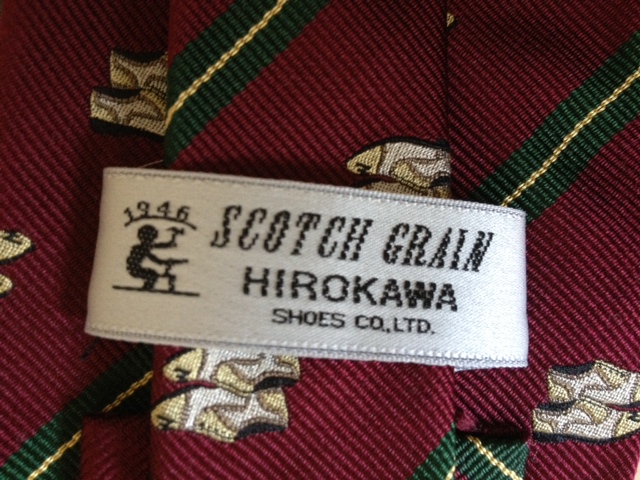 1946
SCOTCH GRAIN
HIROKAWA
SHOES CO.,LTD.